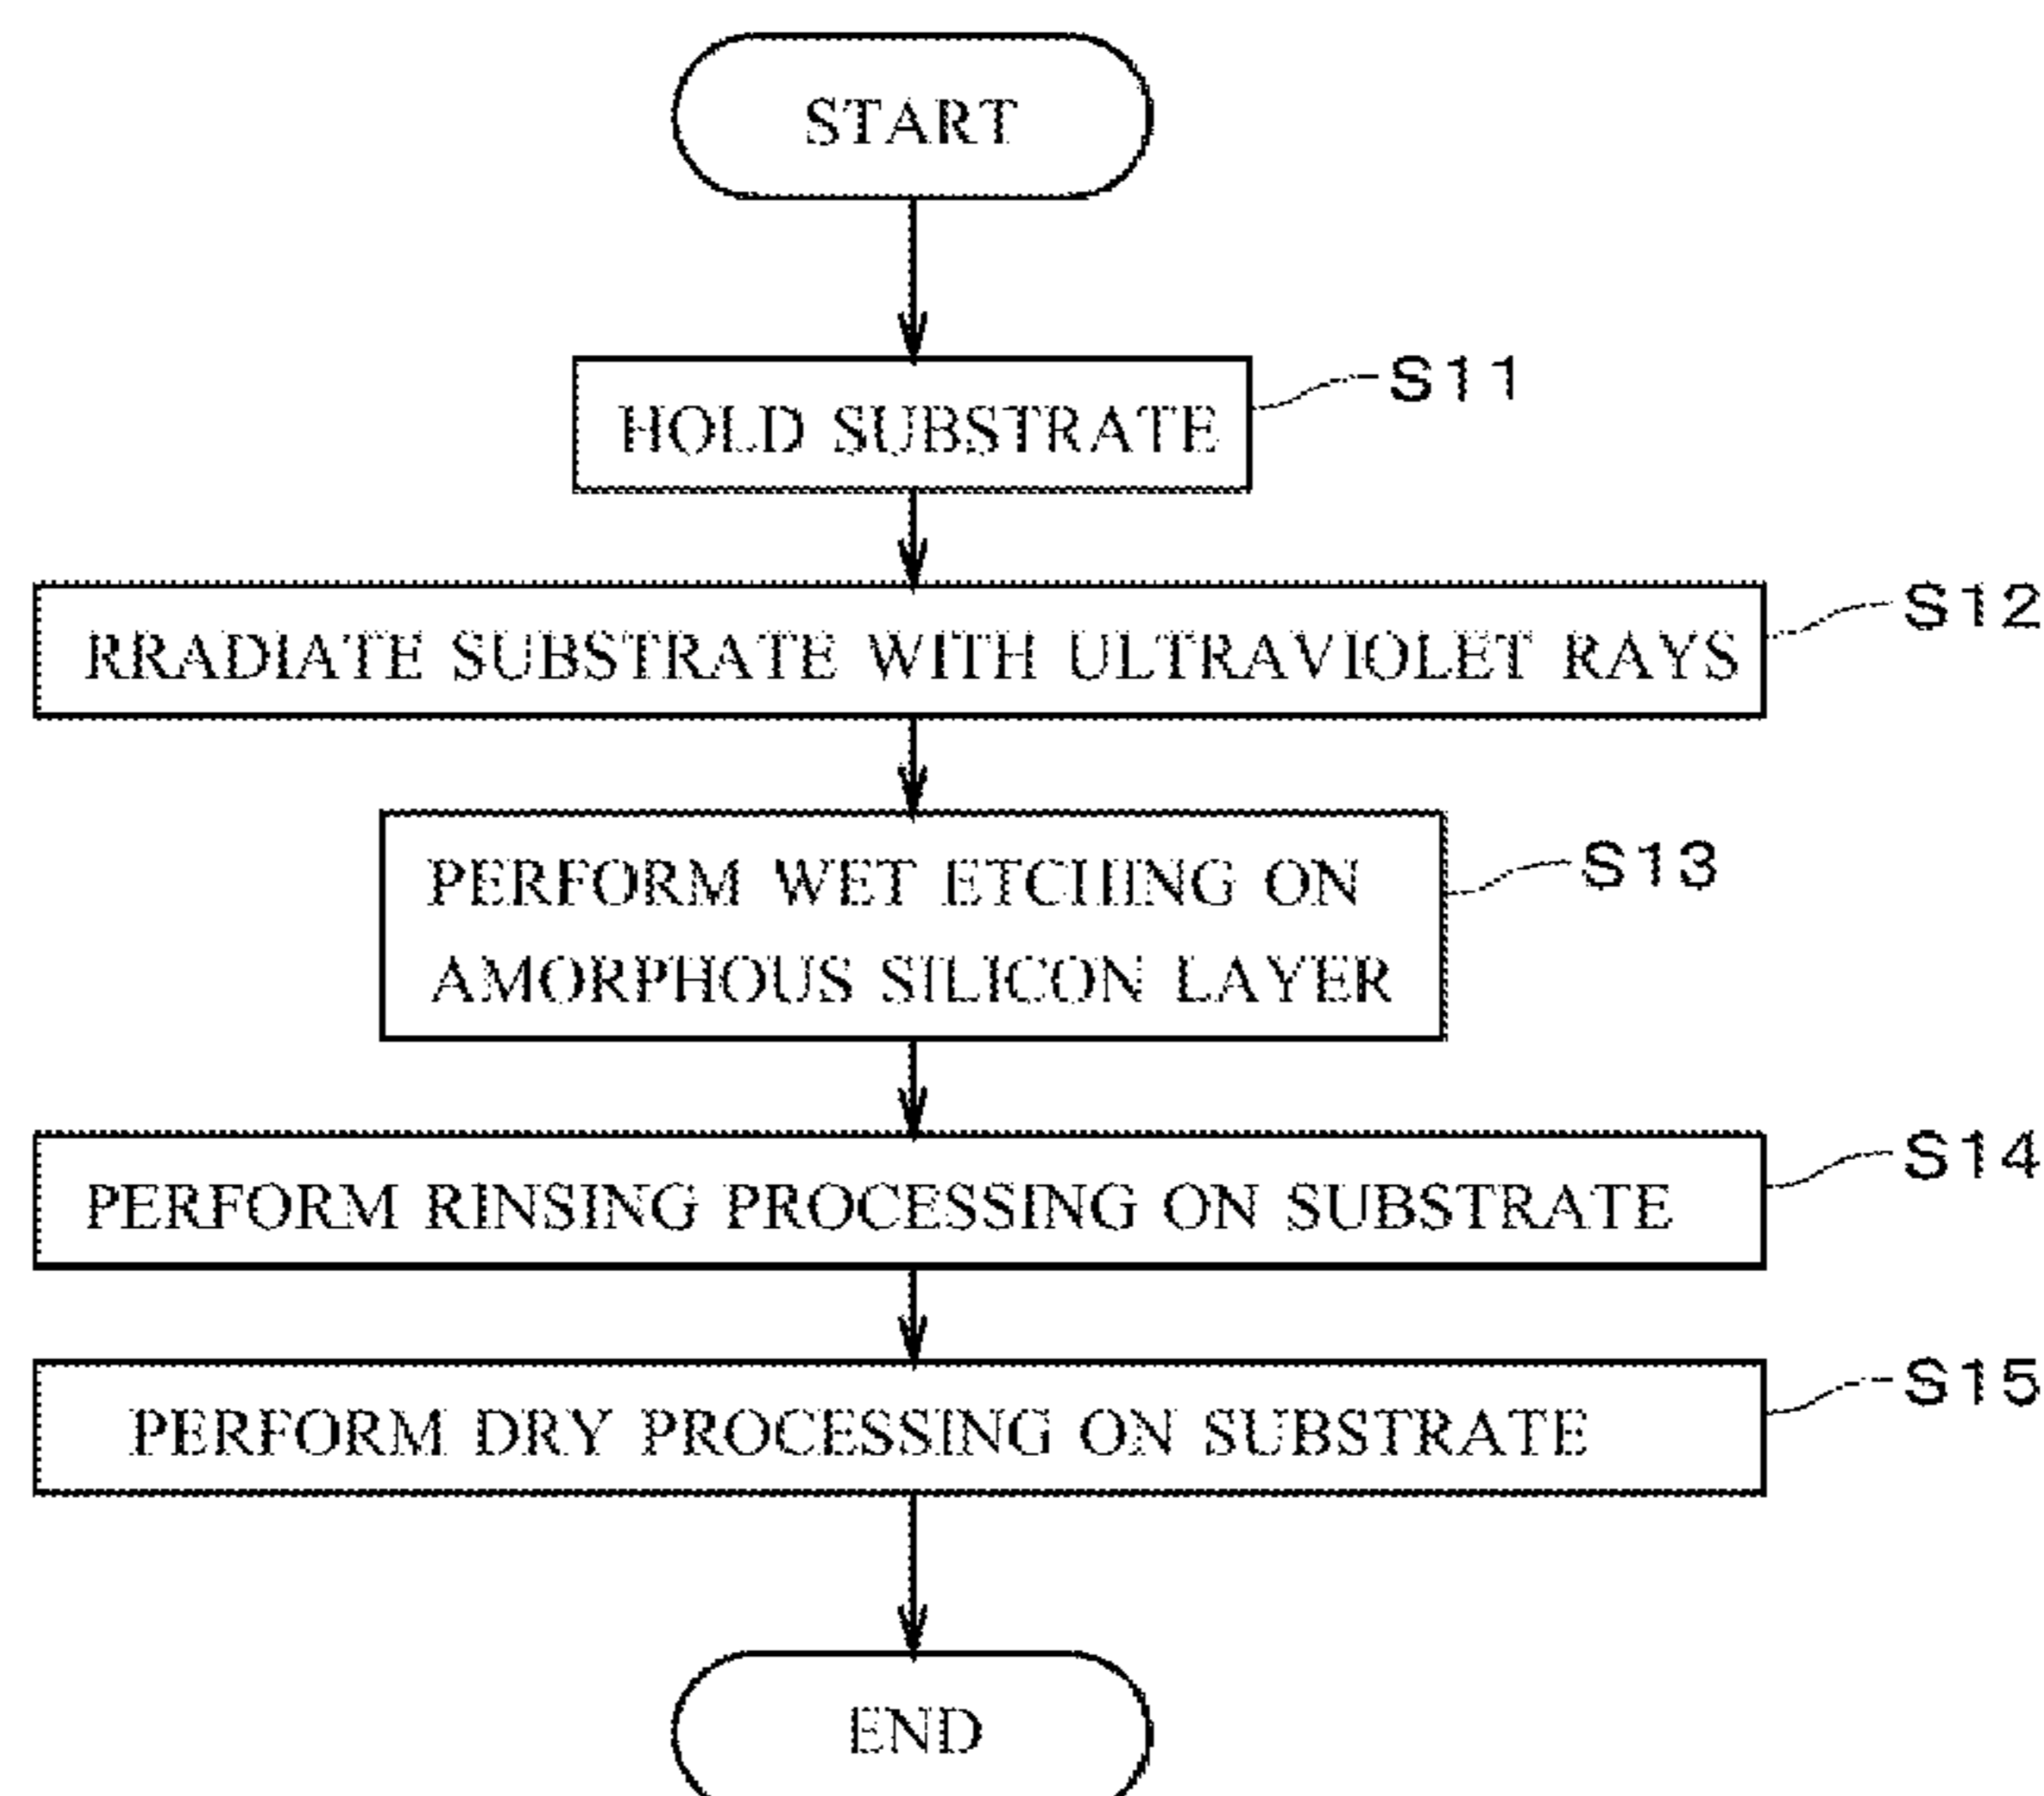 START
HOLD SUBSTRATE
S11
RRADIATE SUBSTRATE WITH ULTRAVIOLET RAYS
S12
PERFORM WET ETCHING ON
AMORPHOUS SILICON LAYER
S13
PERFORM RINSING PROCESSING ON SUBSTRATE
S14
PERFORM DRY PROCESSING ON SUBSTRATE
S15
END